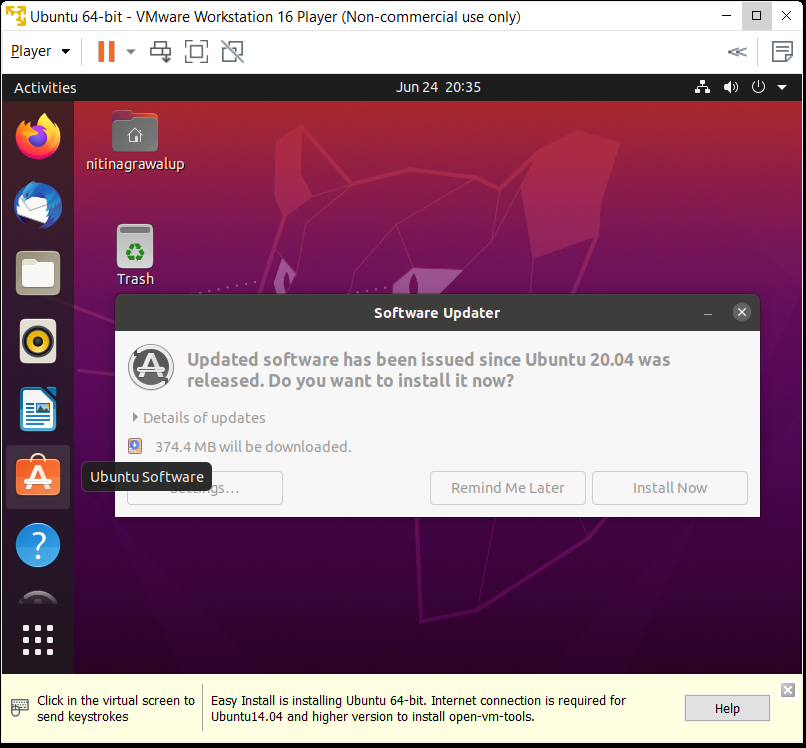 Ubuntu 64-bit - VMware Workstation 16 Player (Non-commercial use only)
Player
Activities
Jun 24 20:35
nitinagrawalup
Trash
Software Updater
Updated software has been issued since Ubuntu 20.04 was
released. Do you want to install it now?
Details of updates
374.4 MB will be downloaded.
Ubuntu Software
Remind Me Later
Install Now
Click in the virtual screen to
send keystrokes
Easy Install is installing Ubuntu 64-bit. Internet connection is required for
Ubuntu14.04 and higher version to install open-vm-tools.
Help